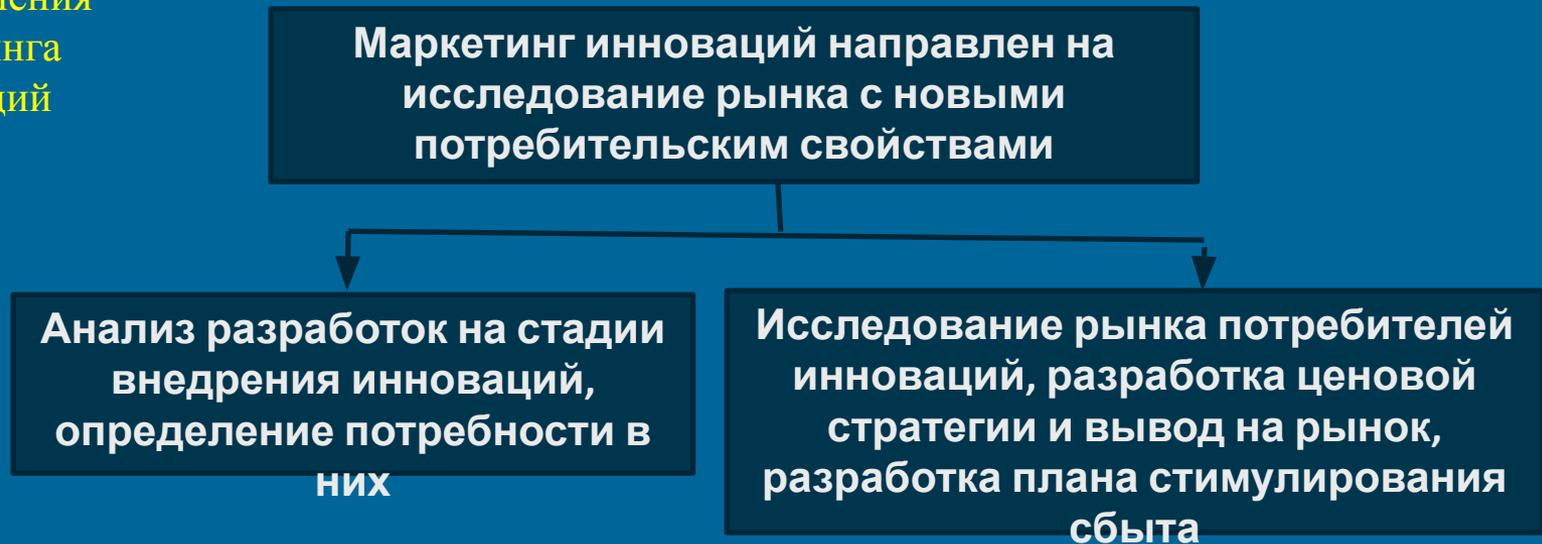 Маркетинг инноваций направлен на
исследование рынка с новыми
потребительским свойствами
Анализ разработок на стадии
внедрения инноваций,
определение потребности в
них
Исследование рынка потребителей
инноваций, разработка ценовой
стратегии и вывод на рынок,
разработка плана стимулирования
сбыта